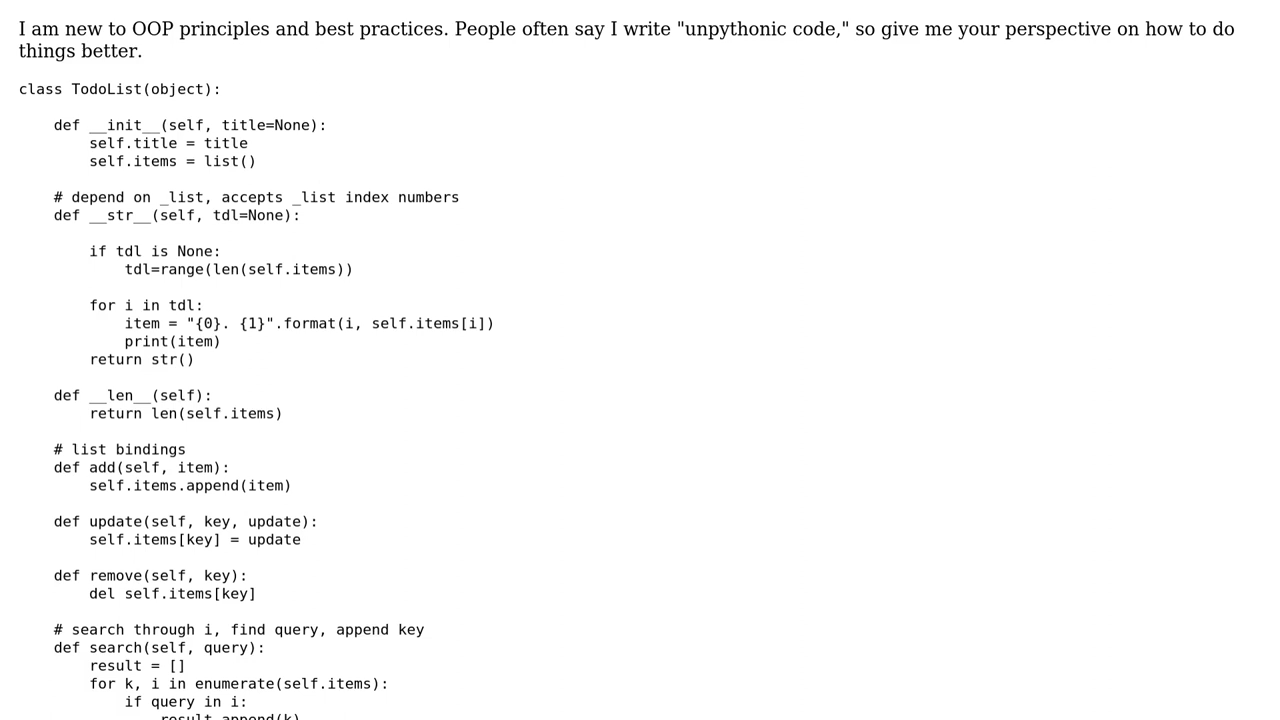 I am new to OOP principles and best practices. People often say I write "unpythonic code," so give me your perspective on how to do
things better.
class TodoList(object):
    def __init__(self, title=None):
        self.title = title
        self.items = list()
    # depend on _list, accepts _list index numbers
    def __str__(self, tdl=None):
        if tdl is None:
            tdl=range(len(self.items))
        for i in tdl:
            item = "{0}. {1}".format(i, self.items[i])
            print(item)
        return str()
    def __len__(self):
        return len(self.items)
    # list bindings
    def add(self, item):
        self.items.append(item)
    def update(self, key, update):
        self.items[key] = update
    def remove(self, key):
        del self.items[key]
    # search through i, find query, append key
    def search(self, query):
        result = []
        for k, i in enumerate(self.items):
            if query in i:
                result.append(k)